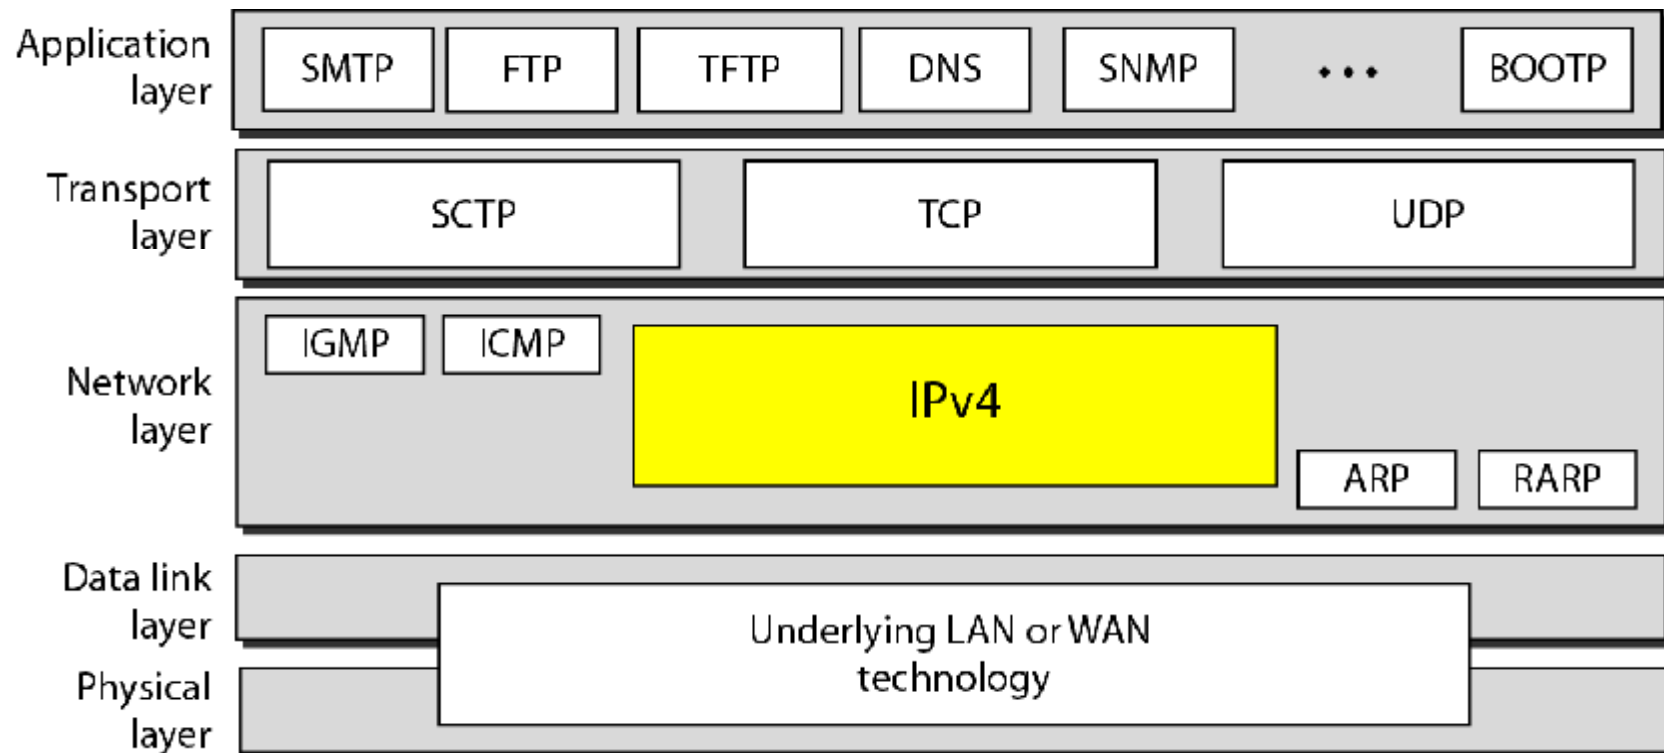 Application
layer
SMTP
FTP
TFTP
DNS
SNMP
•••
BOOTP
Transport
layer
SCTP
TCP
UDP
Network
layer
IGMP
ICMP
IPv4
ARP
RARP
Data link
layer
Underlying LAN or WAN
technology
Physical
layer